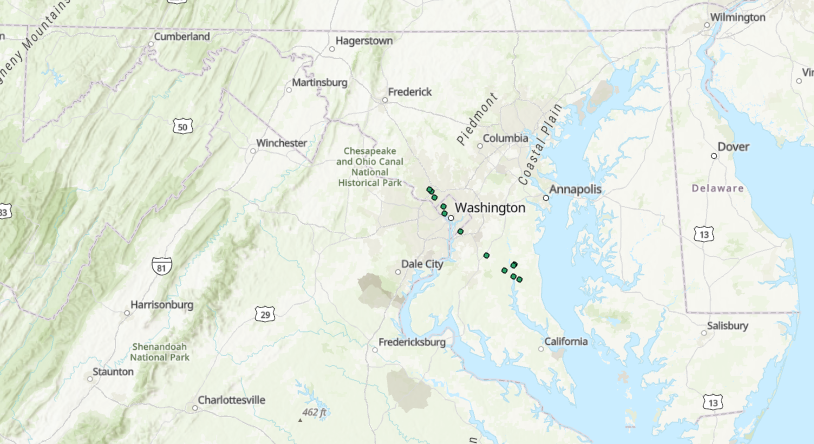 Wilmington
Cumberland
Hagerstown
gheny Mountains
Martinsburg
Frederick
Piedmont
50
Columbia
Coastal Plain
Winchester
Chesapeake
and Ohio Canal
National
Historical Park
Dover
Annapolis
Delaware
83
Washington
13
81
Dale City
Harrisonburg
29
Salisbury
Shenandoah
National Park
Fredericksburg
California
Staunton
Charlottesville
462 ft
13